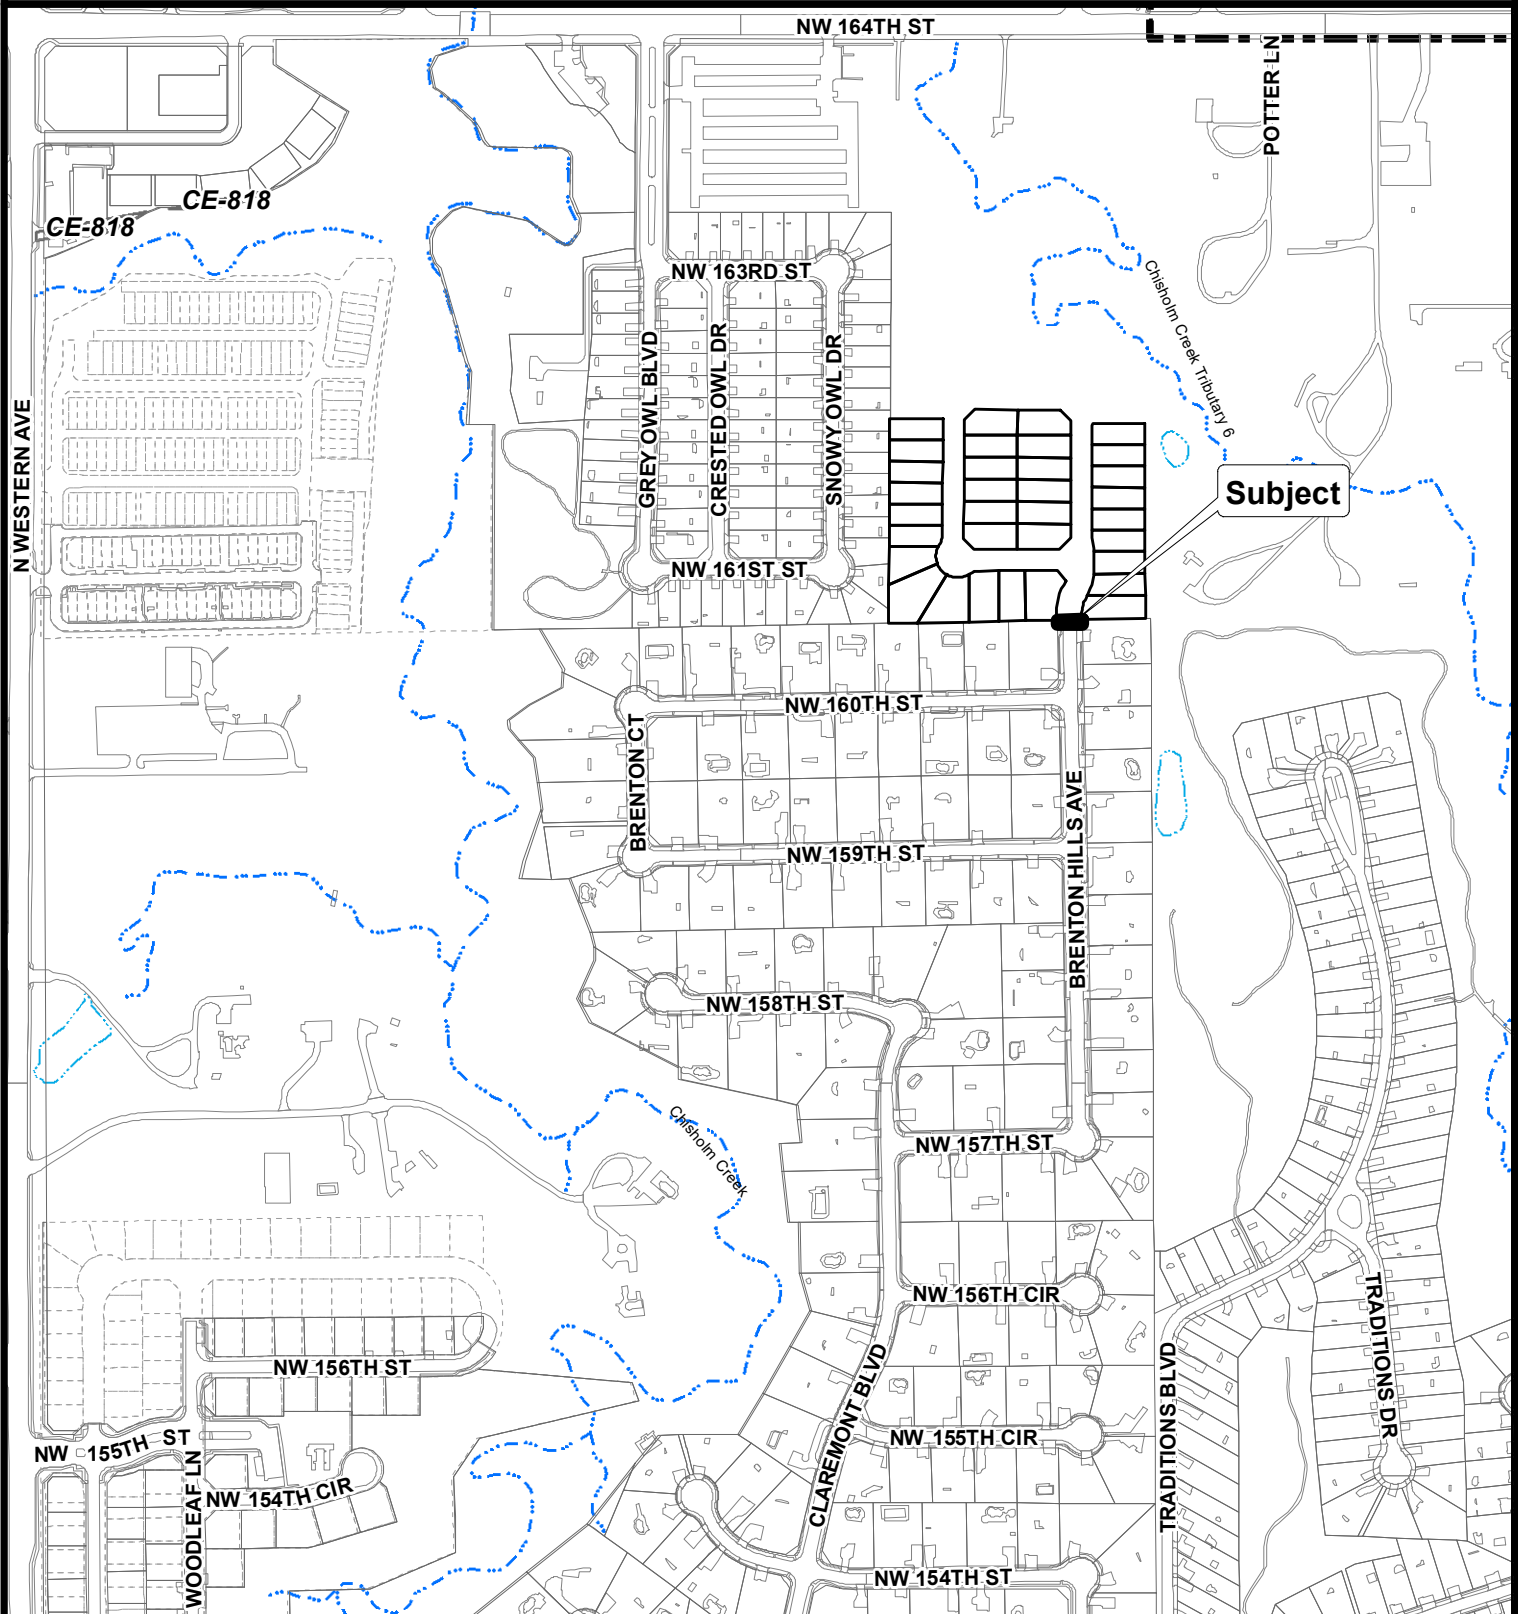 NW 164TH ST
POTTER LN
CE-818
CE-818
NW 163RD ST
Chisholm Creek Tributary 6
GREY OWL BLVD
CRESTED OWL DR
SNOWY OWL DR
N WESTERN AVE
Subject
NW 161ST ST
NW 160TH ST
BRENTON CT
BRENTON HILLS AVE
NW 159TH ST
NW 158TH ST
Chisholm Creek
NW 157TH ST
NW 156TH CIR
TRADITIONS DR
TRADITIONS BLVD
CLAREMONT BLVD
NW 156TH ST
NW 155TH ST
NW 155TH CIR
WOODLEAF LN
NW 154TH CIR
NW 154TH ST